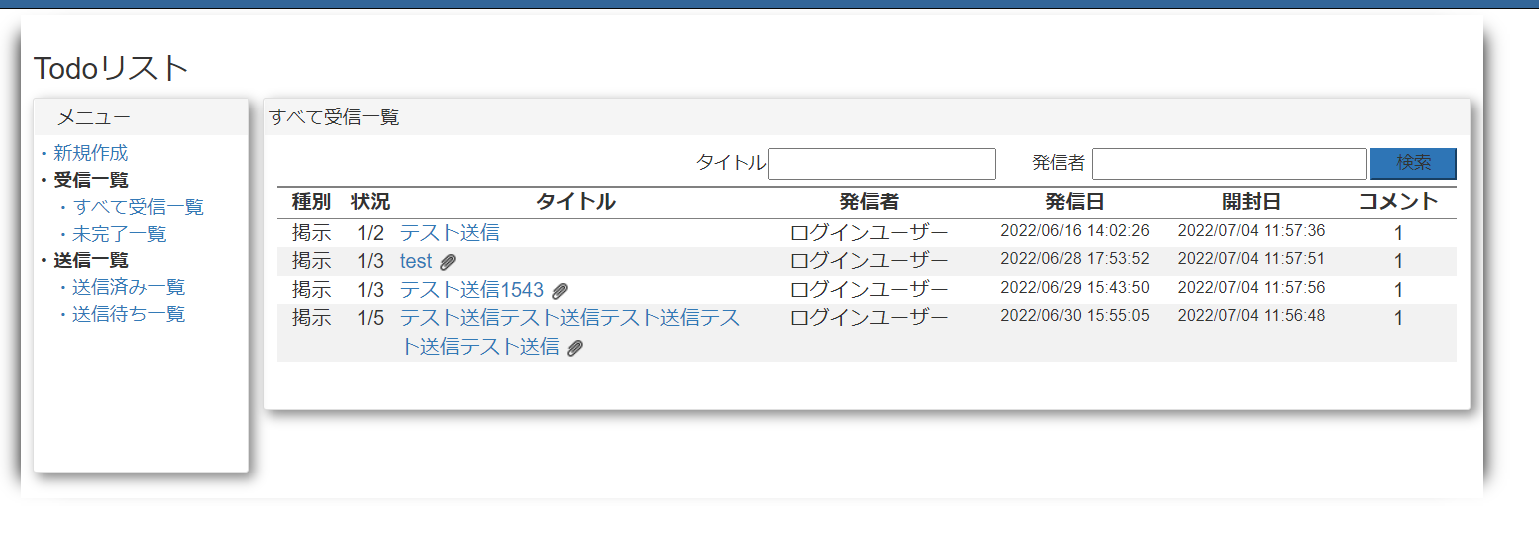 Todoリスト
メニュー
・新規作成
・受信一覧
・すべて受信一覧
・未完了一覧
・送信一覧
・送信済み一覧
・送信待ち一覧
すべて受信一覧
タイトル 発信者 検索
種別 状況 タイトル 発信者 発信日 開封日 コメント
掲示 1/2 テスト送信 ログインユーザー 2022/06/16 14:02:26 2022/07/04 11:57:36 1
掲示 1/3 test ログインユーザー 2022/06/28 17:53:52 2022/07/04 11:57:51 1
掲示 1/3 テスト送信1543 ログインユーザー 2022/06/29 15:43:50 2022/07/04 11:57:56 1
掲示 1/5 テスト送信テスト送信テスト送信テス ログインユーザー 2022/06/30 15:55:05 2022/07/04 11:56:48 1
ト送信テスト送信